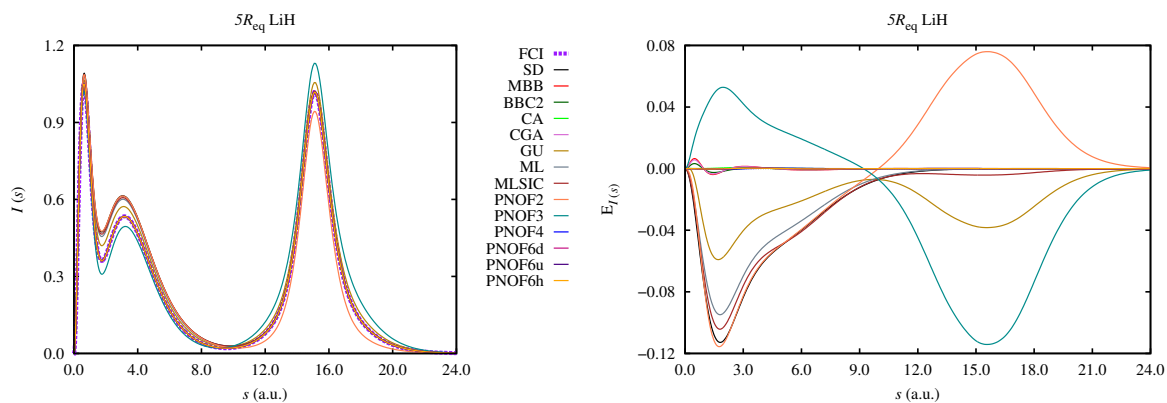 5Req LiH
1.2
0.9
0.6
0.3
0.0
I (s)
0.0 4.0 8.0 12.0 16.0 20.0 24.0
s (a.u.)
FCI
SD
MBB
BBC2
CA
CGA
GU
ML
MLSIC
PNOF2
PNOF3
PNOF4
PNOF6d
PNOF6u
PNOF6h
5Req LiH
0.08
0.04
0.00
−0.04
−0.08
−0.12
EI (s)
0.0 3.0 6.0 9.0 12.0 15.0 18.0 21.0 24.0
s (a.u.)